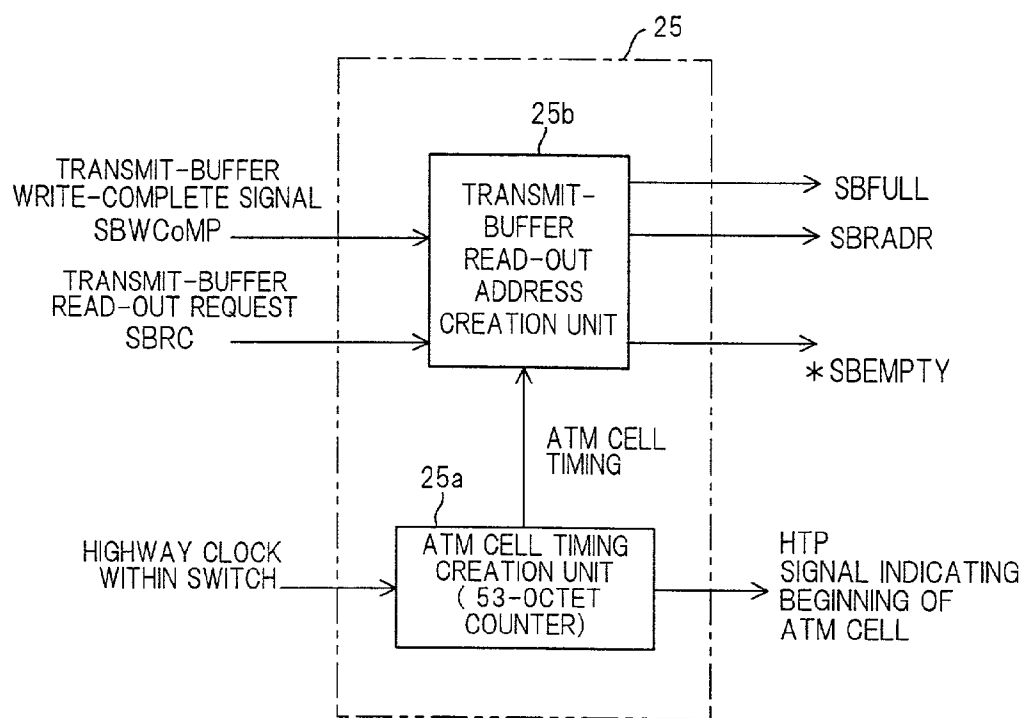 25
25b
TRANSMIT-BUFFER
WRITE-COMPLETE SIGNAL
SBWCoMP
TRANSMIT-BUFFER
READ-OUT REQUEST
SBRC
TRANSMIT-
BUFFER
READ-OUT
ADDRESS
CREATION UNIT
SBFULL
SBRADR
*SBEMPTY
ATM CELL
TIMING
25a
HIGHWAY CLOCK
WITHIN SWITCH
ATM CELL TIMING
CREATION UNIT
( 53-OCTET
COUNTER)
HTP
SIGNAL INDICATING
BEGINNING OF
ATM CELL